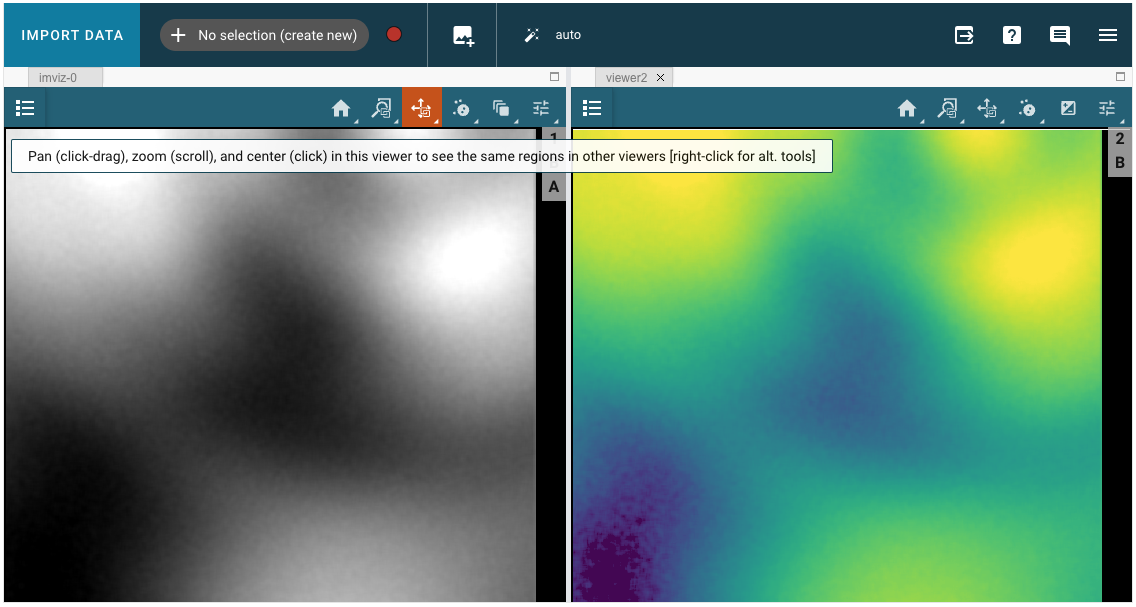 IMPORT DATA
No selection (create new)
auto
imviz-0
viewer2
Pan (click-drag), zoom (scroll), and center (click) in this viewer to see the same regions in other viewers [right-click for alt. tools]
1
A
2
B